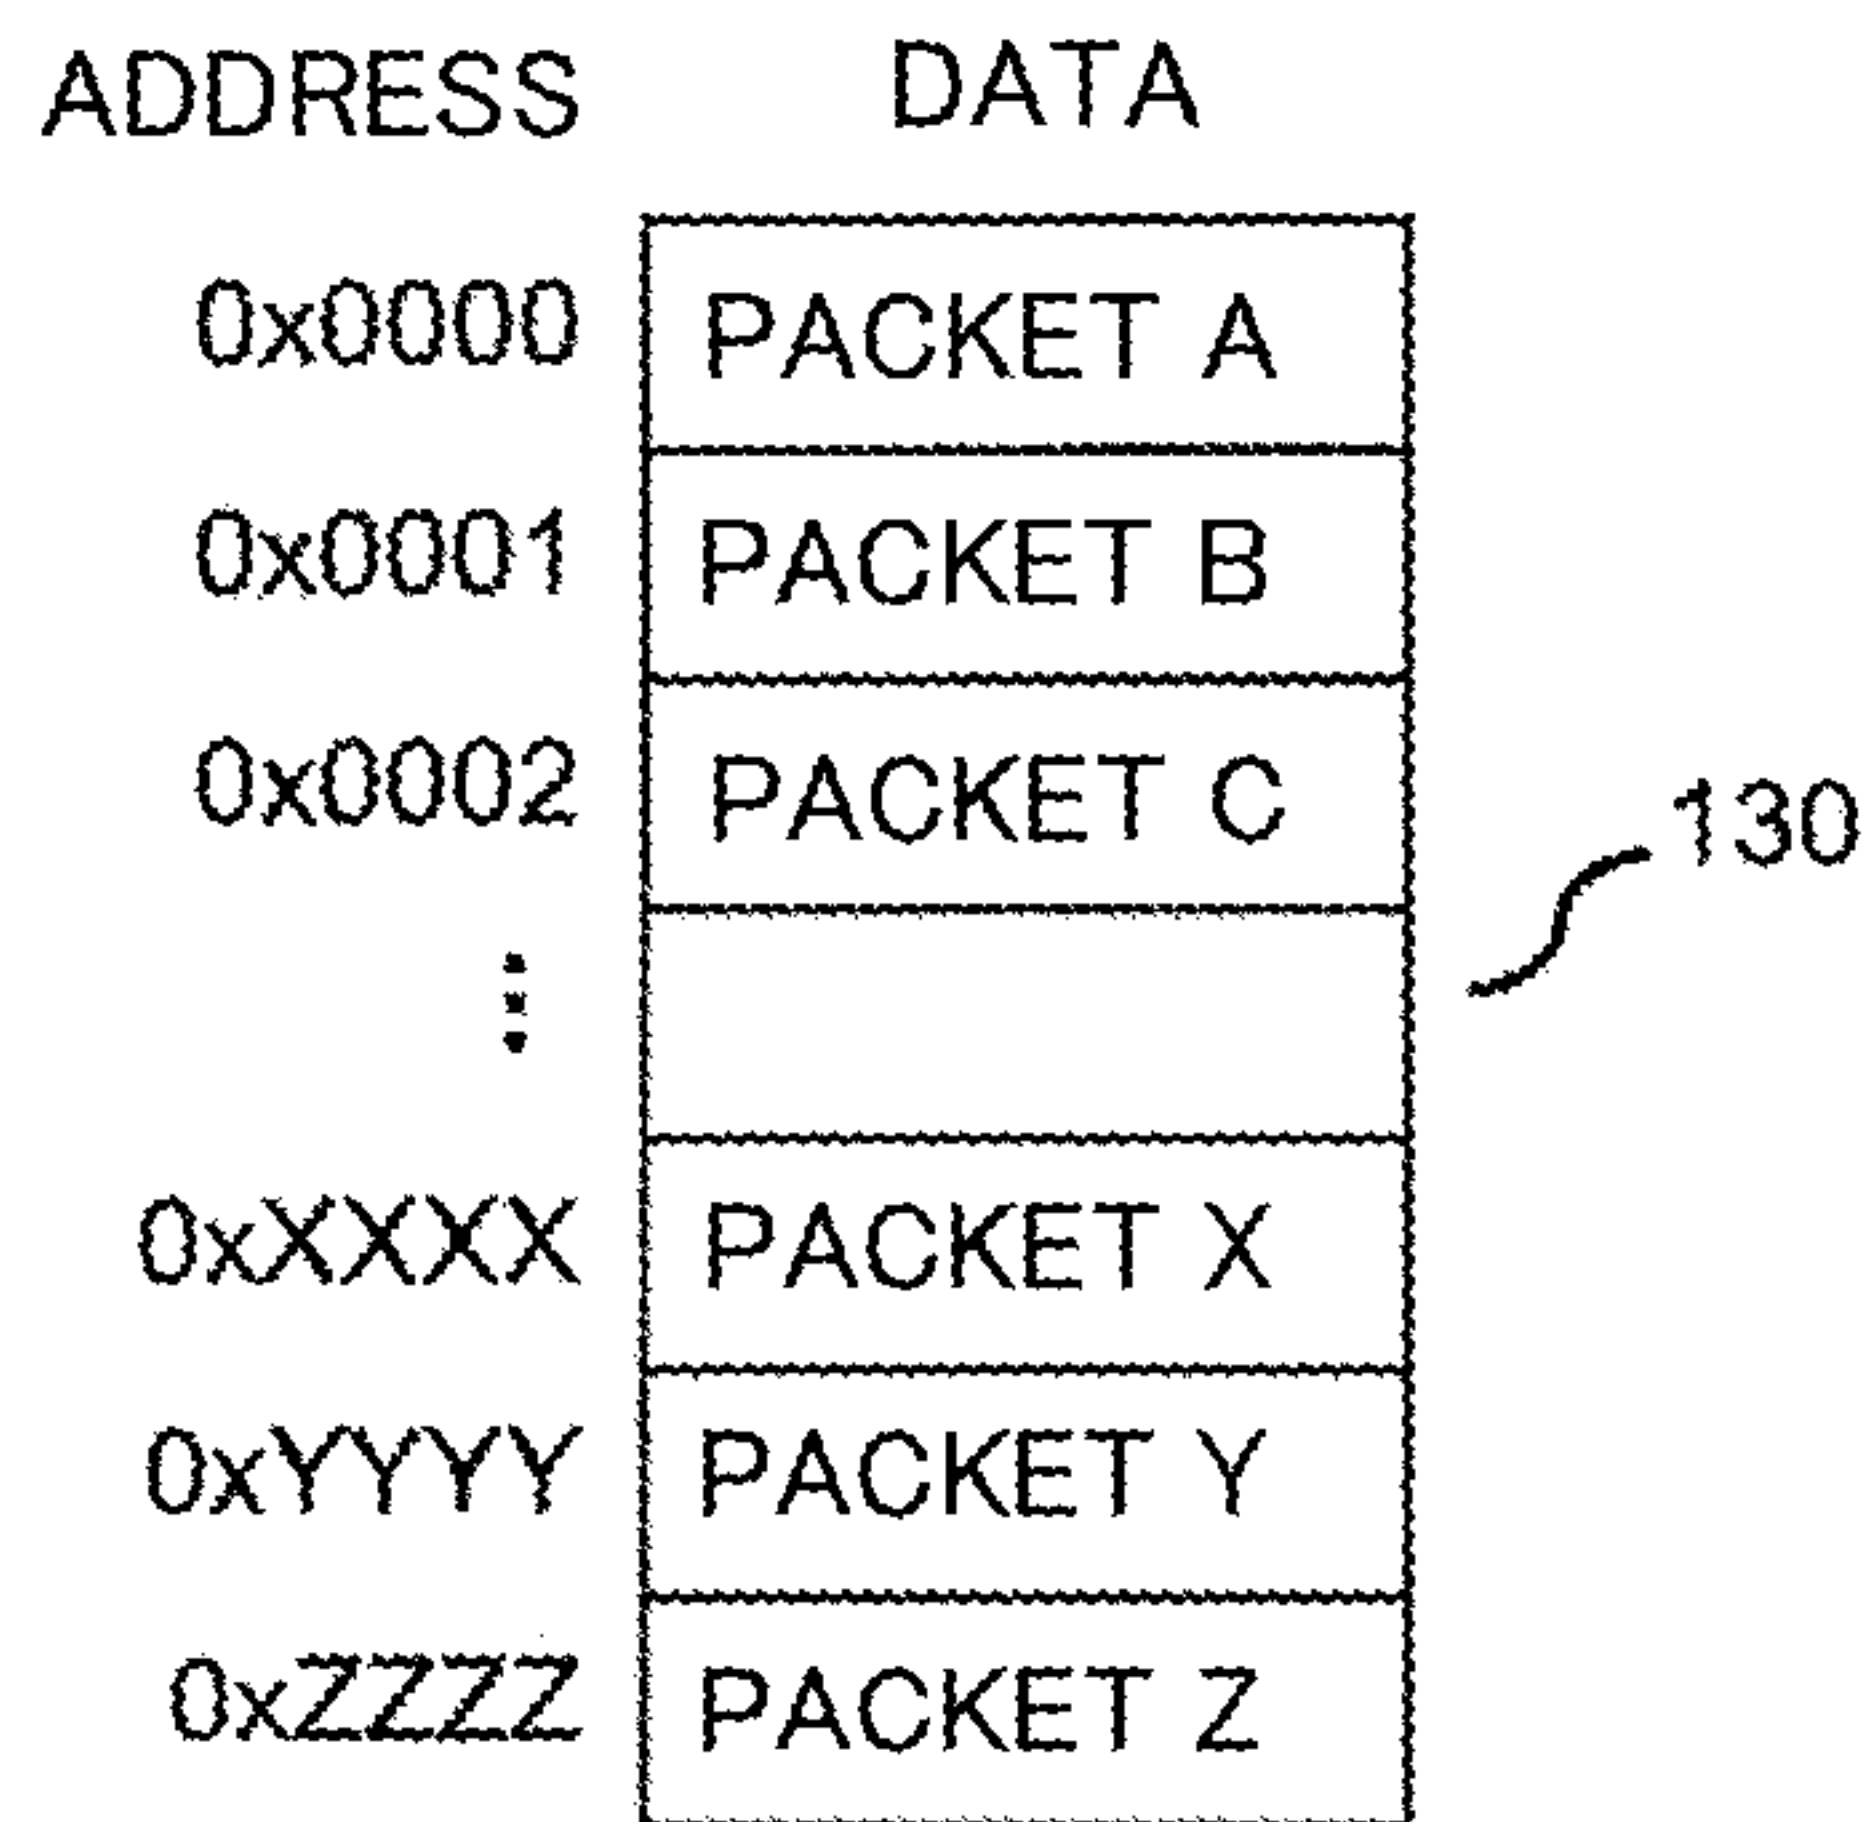 ADDRESS DATA
0x0000 PACKET A
0x0001 PACKET B
0x0002 PACKET C
130
⋮
0xXXXX PACKET X
0xYYYY PACKET Y
0xZZZZ PACKET Z